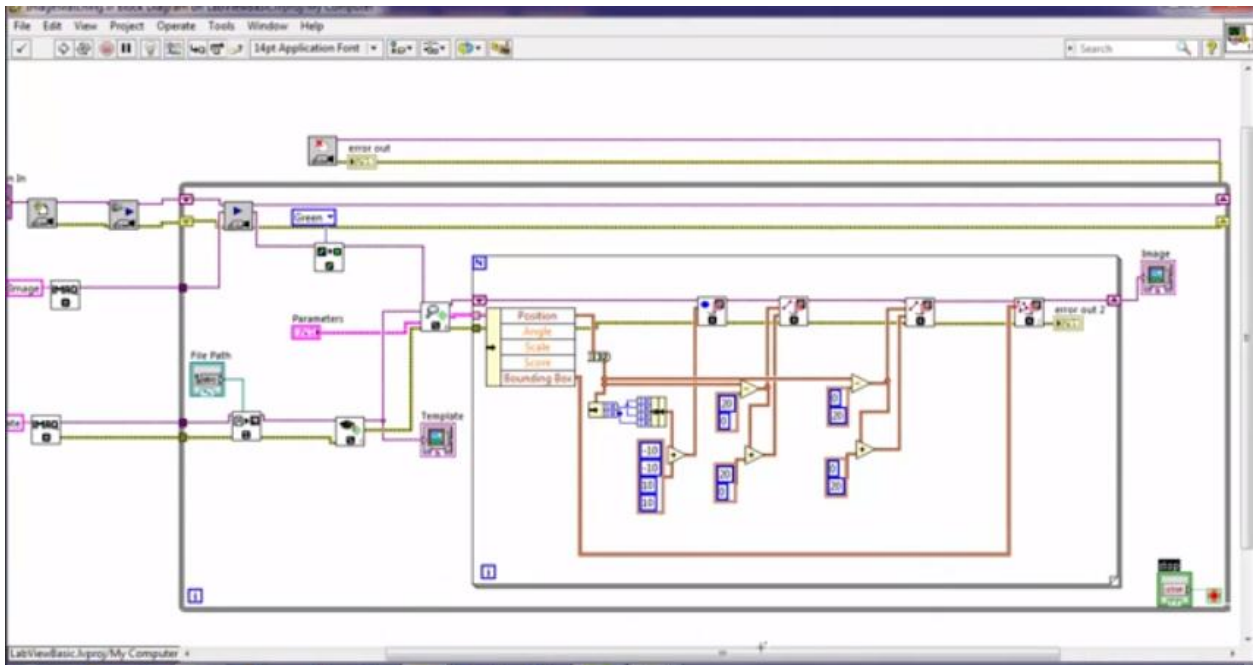 File Edit View Project Operate Tools Window Help
14pt Application Font
Search
error out
n In
Green
Image
IMAQ
Parameters
File Path
IMAQ
Template
N
Position
Angle
Scale
Score
Bounding Box
-10
-10
10
10
20
0
20
0
0
20
0
20
Image
error out 2
i
i
stop
LabViewBasic.lvproj/My Computer